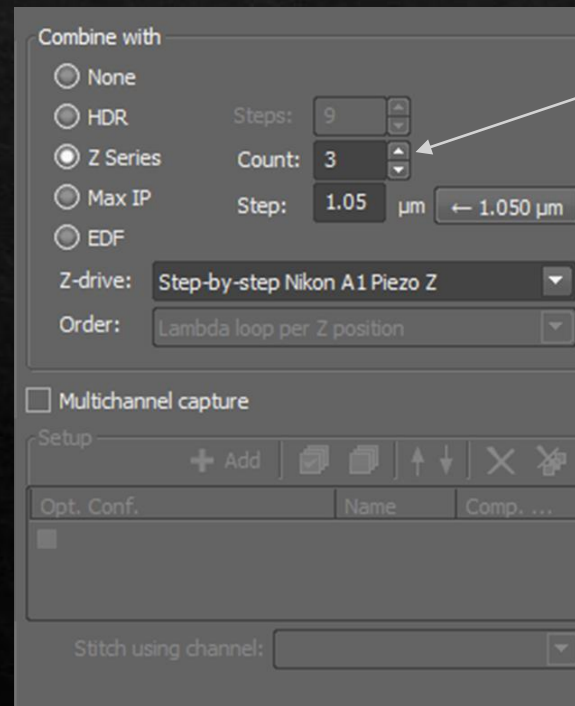 Combine with
None
HDR Steps: 9
Z Series Count: 3
Max IP Step: 1.05 µm ← 1.050 µm
EDF
Z-drive: Step-by-step Nikon A1 Piezo Z
Order: Lambda loop per Z position
Multichannel capture
Setup
+ Add
Opt. Conf. Name Comp. ...
Stitch using channel: